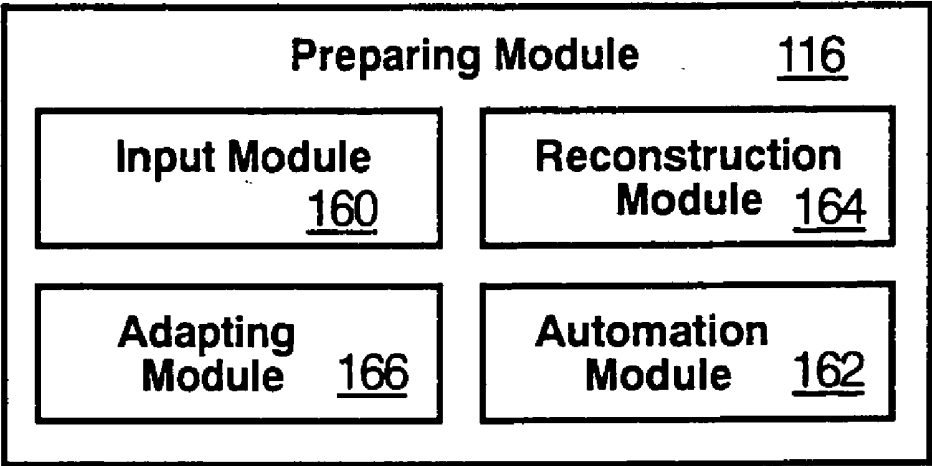 Preparing Module 116
Input Module
160
Reconstruction
Module 164
Adapting
Module 166
Automation
Module 162